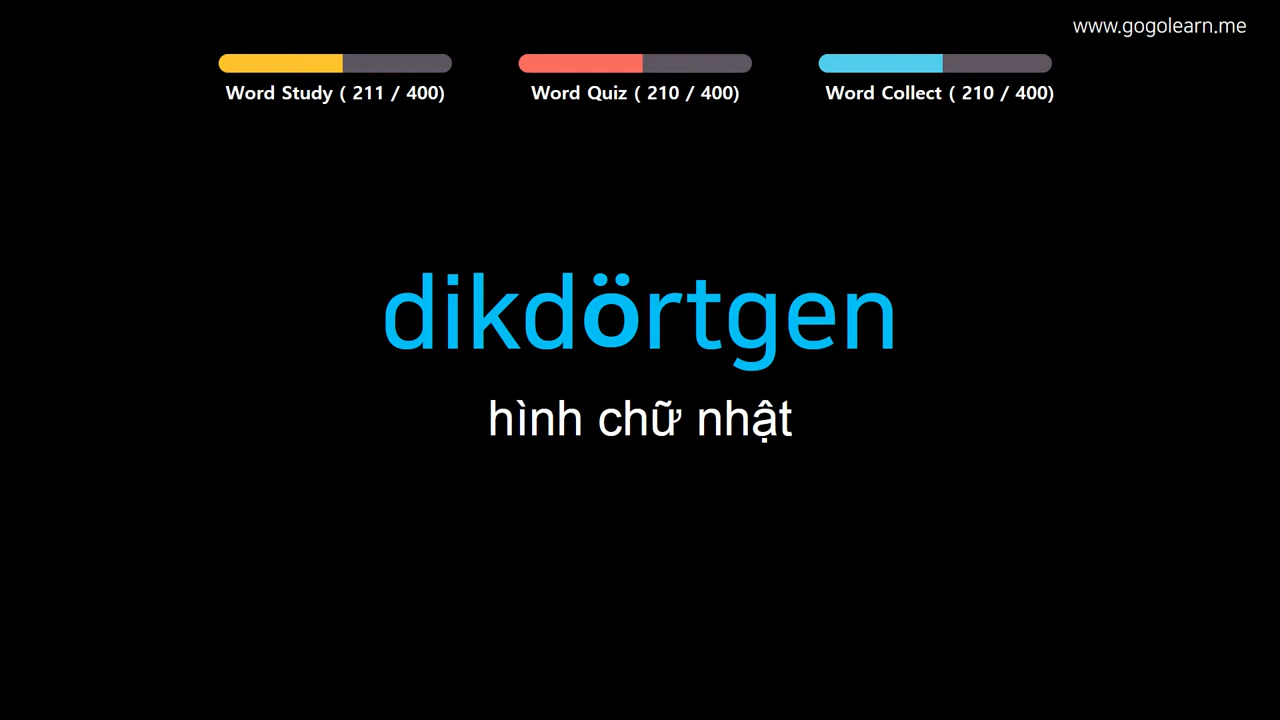 www.gogolearn.me
Word Study ( 211 / 400)
Word Quiz ( 210 / 400)
Word Collect ( 210 / 400)
dikdörtgen
hình chữ nhật